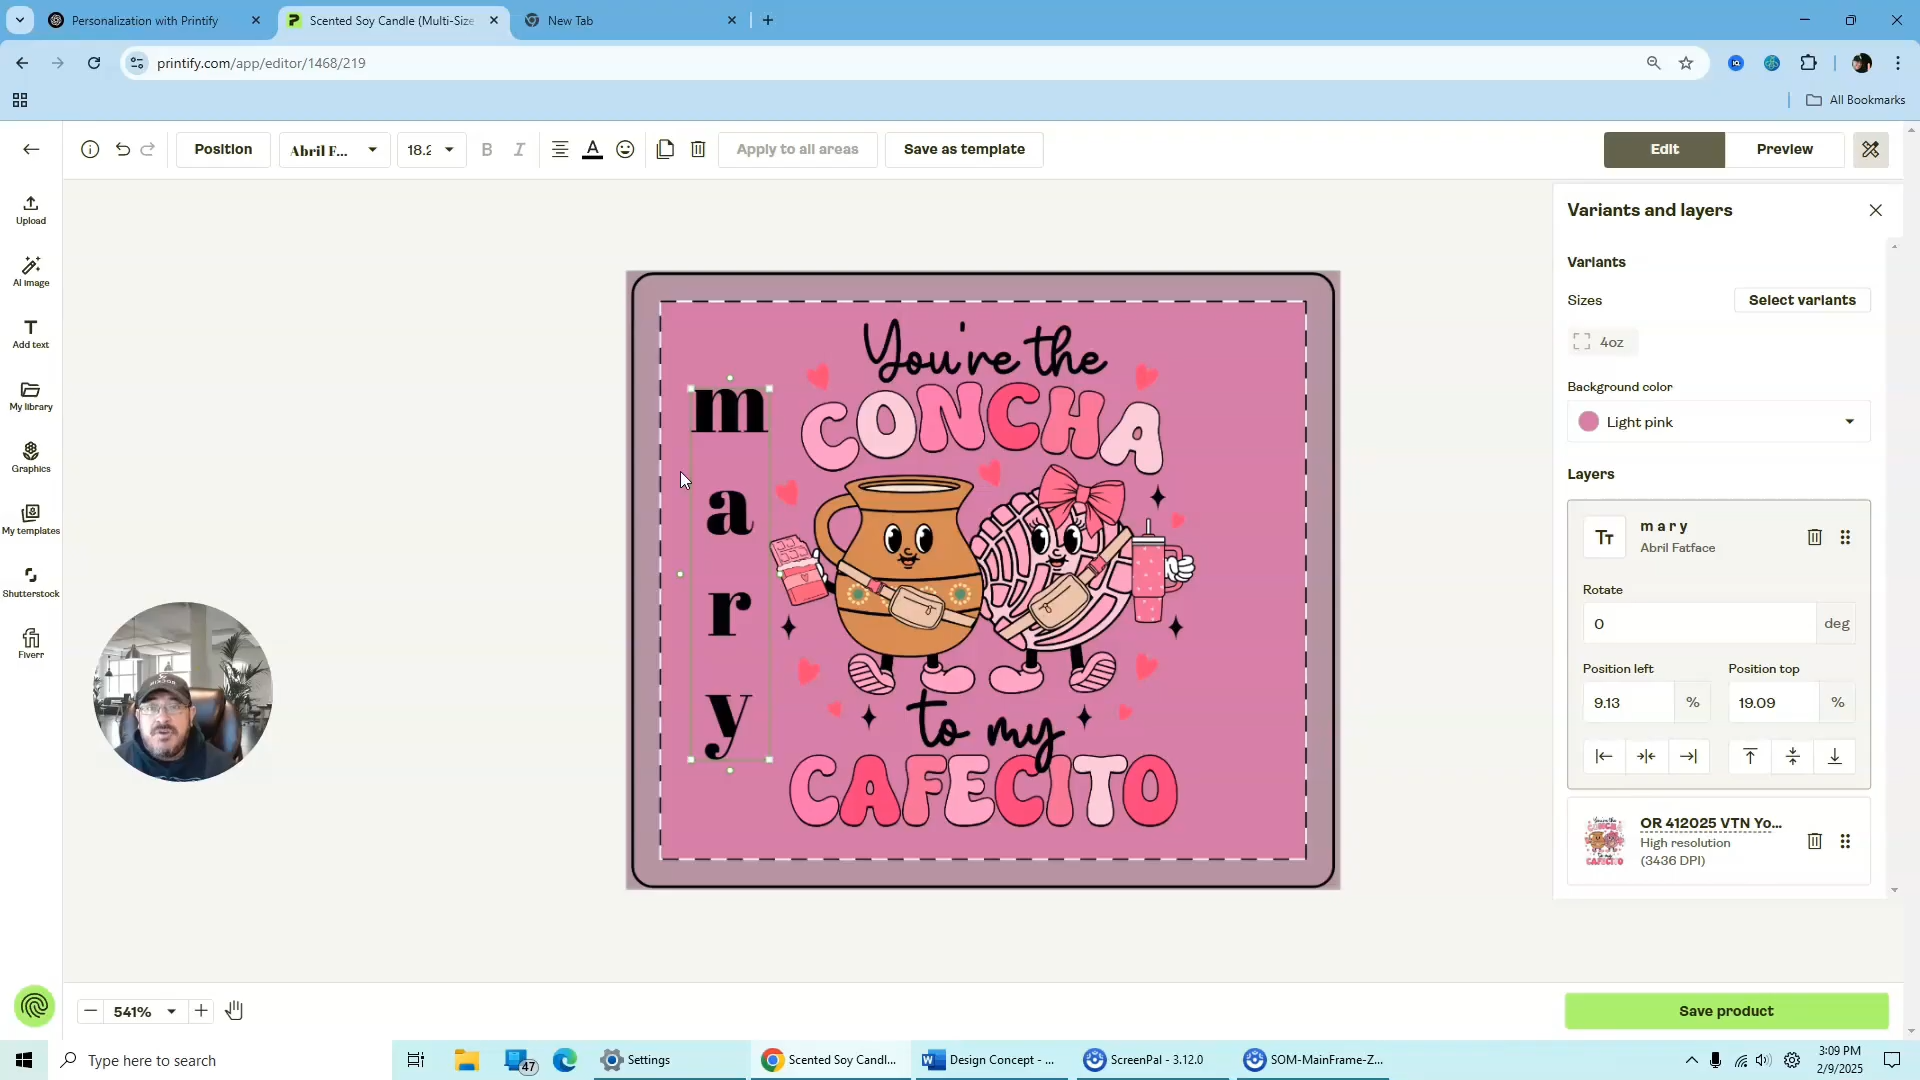 Personalization with Printify
Scented Soy Candle (Multi-Size
New Tab
printify.com/app/editor/1468/219
All Bookmarks
Position
Abril F...
18.2
B
I
A
Apply to all areas
Save as template
Edit
Preview
Upload
AI image
Add text
My library
Graphics
My templates
Shutterstock
Fiverr
You're the
CONCHA
to my
CAFECITO
m
a
r
y
Variants and layers
Variants
Sizes
Select variants
4oz
Background color
Light pink
Layers
m a r y
Abril Fatface
Rotate
0
deg
Position left
Position top
9.13
%
19.09
%
OR 412025 VTN Yo...
High resolution
(3436 DPI)
541%
Save product
Type here to search
47
Settings
Scented Soy Candl...
Design Concept - ...
ScreenPal - 3.12.0
SOM-MainFrame-Z...
3:09 PM
2/9/2025